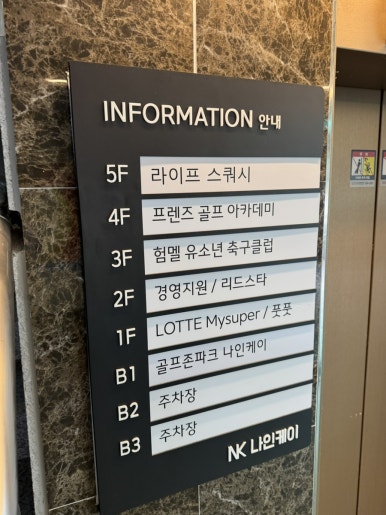 INFORMATION 안내
5F 라이프 스쿼시
4F 프렌즈 골프 아카데미
3F 험멜 유소년 축구클럽
2F 경영지원 / 리드스타
1F LOTTE Mysuper / 풋풋
B1 골프존파크 나인케이
B2 주차장
B3 주차장
NK 나인케이